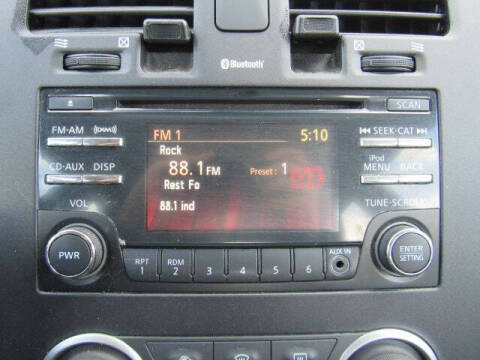 Bluetooth
FM·AM
SCAN
SEEK·CAT
CD·AUX DISP
iPod
MENU BACK
VOL
TUNE·SCROLL
PWR
ENTER
SETTING
FM 1 5:10
Rock
88.1 FM Preset : 1
Rest Fo
88.1 ind
RPT RDM
1 2 3 4 5 6
AUX IN